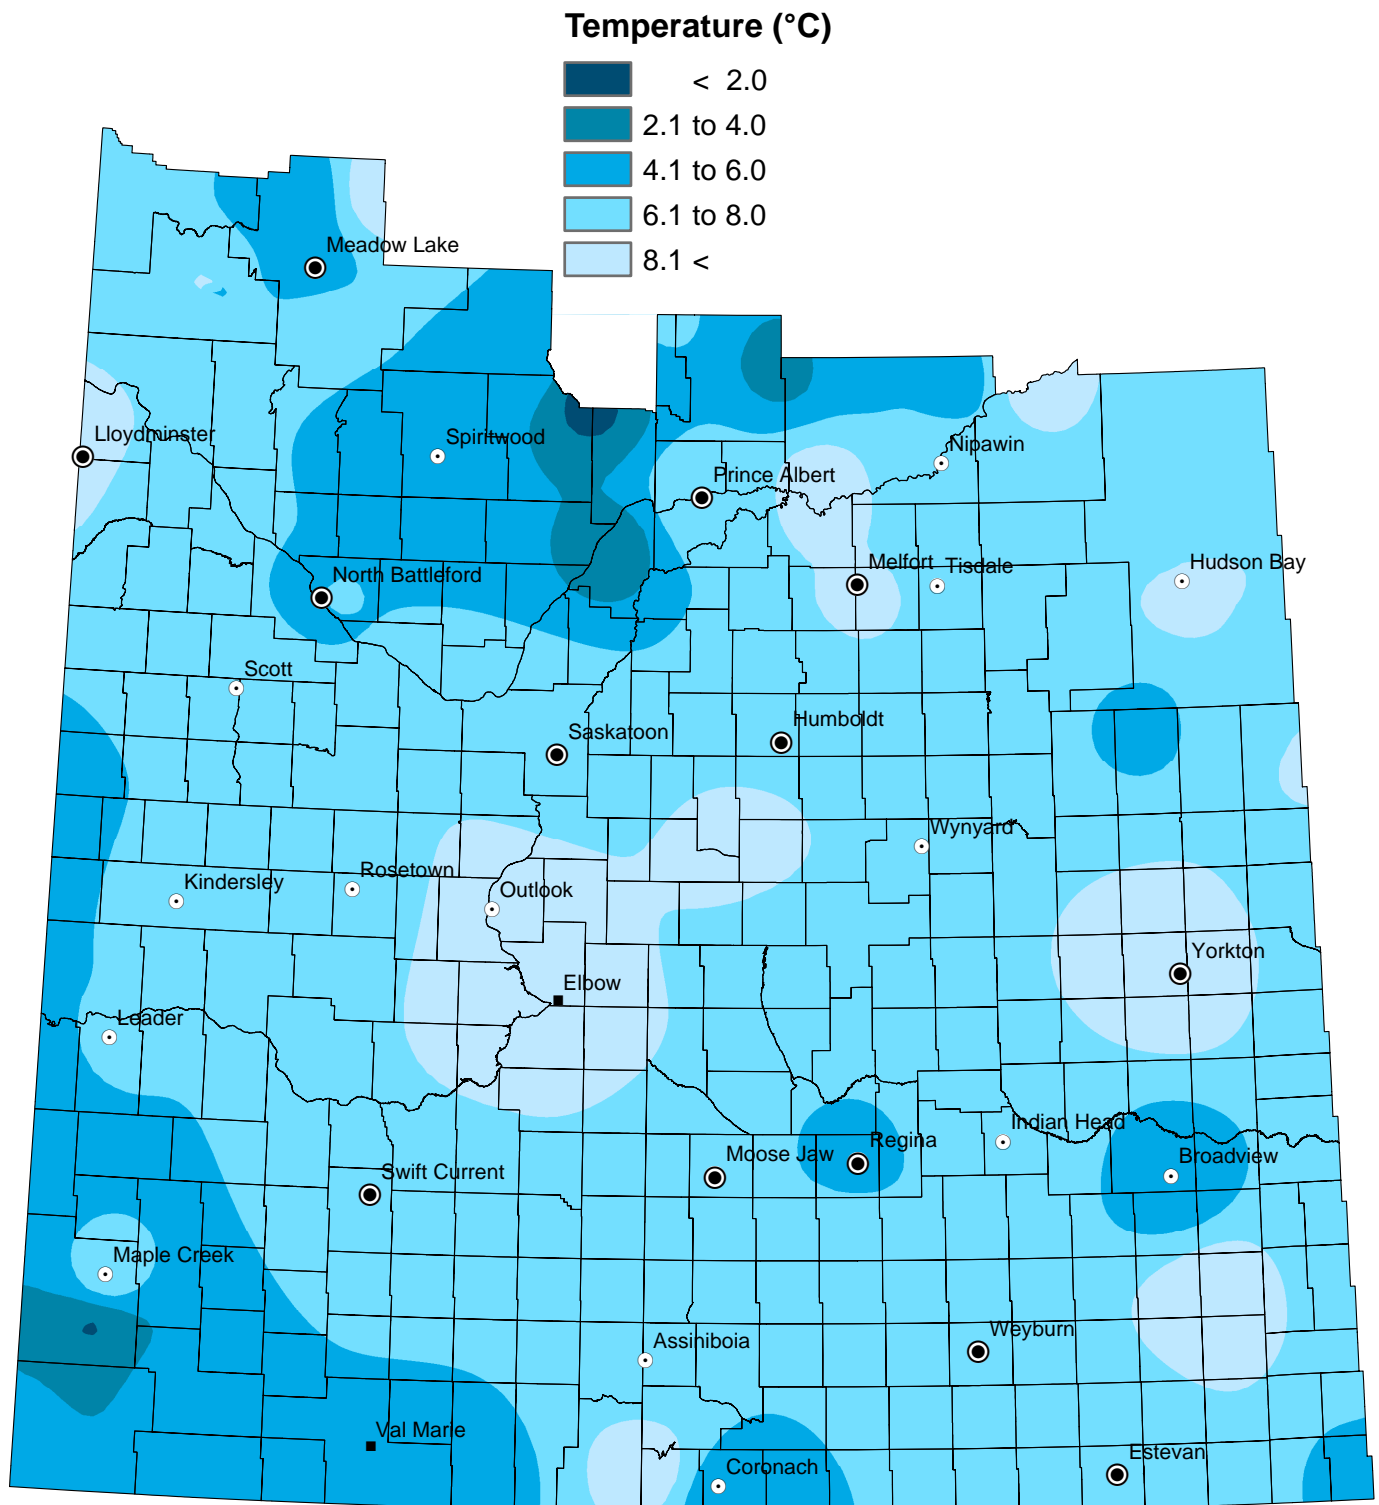 Temperature (°C)
< 2.0
2.1 to 4.0
4.1 to 6.0
6.1 to 8.0
8.1 <
Meadow Lake
Lloydminster
Spiritwood
Nipawin
Prince Albert
Melfort
Tisdale
Hudson Bay
North Battleford
Scott
Humboldt
Saskatoon
Wynyard
Rosetown
Kindersley
Outlook
Yorkton
Elbow
Leader
Indian Head
Regina
Moose Jaw
Broadview
Swift Current
Maple Creek
Weyburn
Assiniboia
Val Marie
Estevan
Coronach